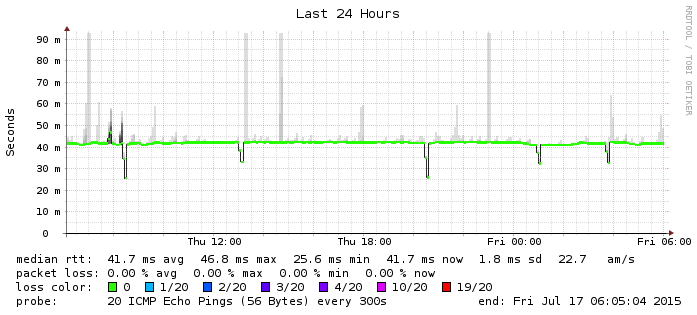 Last 24 Hours
RRDTOOL / TOBI OETIKER
Seconds
90 m
80 m
70 m
60 m
50 m
40 m
30 m
20 m
10 m
0
Thu 12:00 Thu 18:00 Fri 00:00 Fri 06:00
median rtt: 41.7 ms avg 46.8 ms max 25.6 ms min 41.7 ms now 1.8 ms sd 22.7 am/s
packet loss: 0.00 % avg 0.00 % max 0.00 % min 0.00 % now
loss color: 0 1/20 2/20 3/20 4/20 10/20 19/20
probe: 20 ICMP Echo Pings (56 Bytes) every 300s end: Fri Jul 17 06:05:04 2015